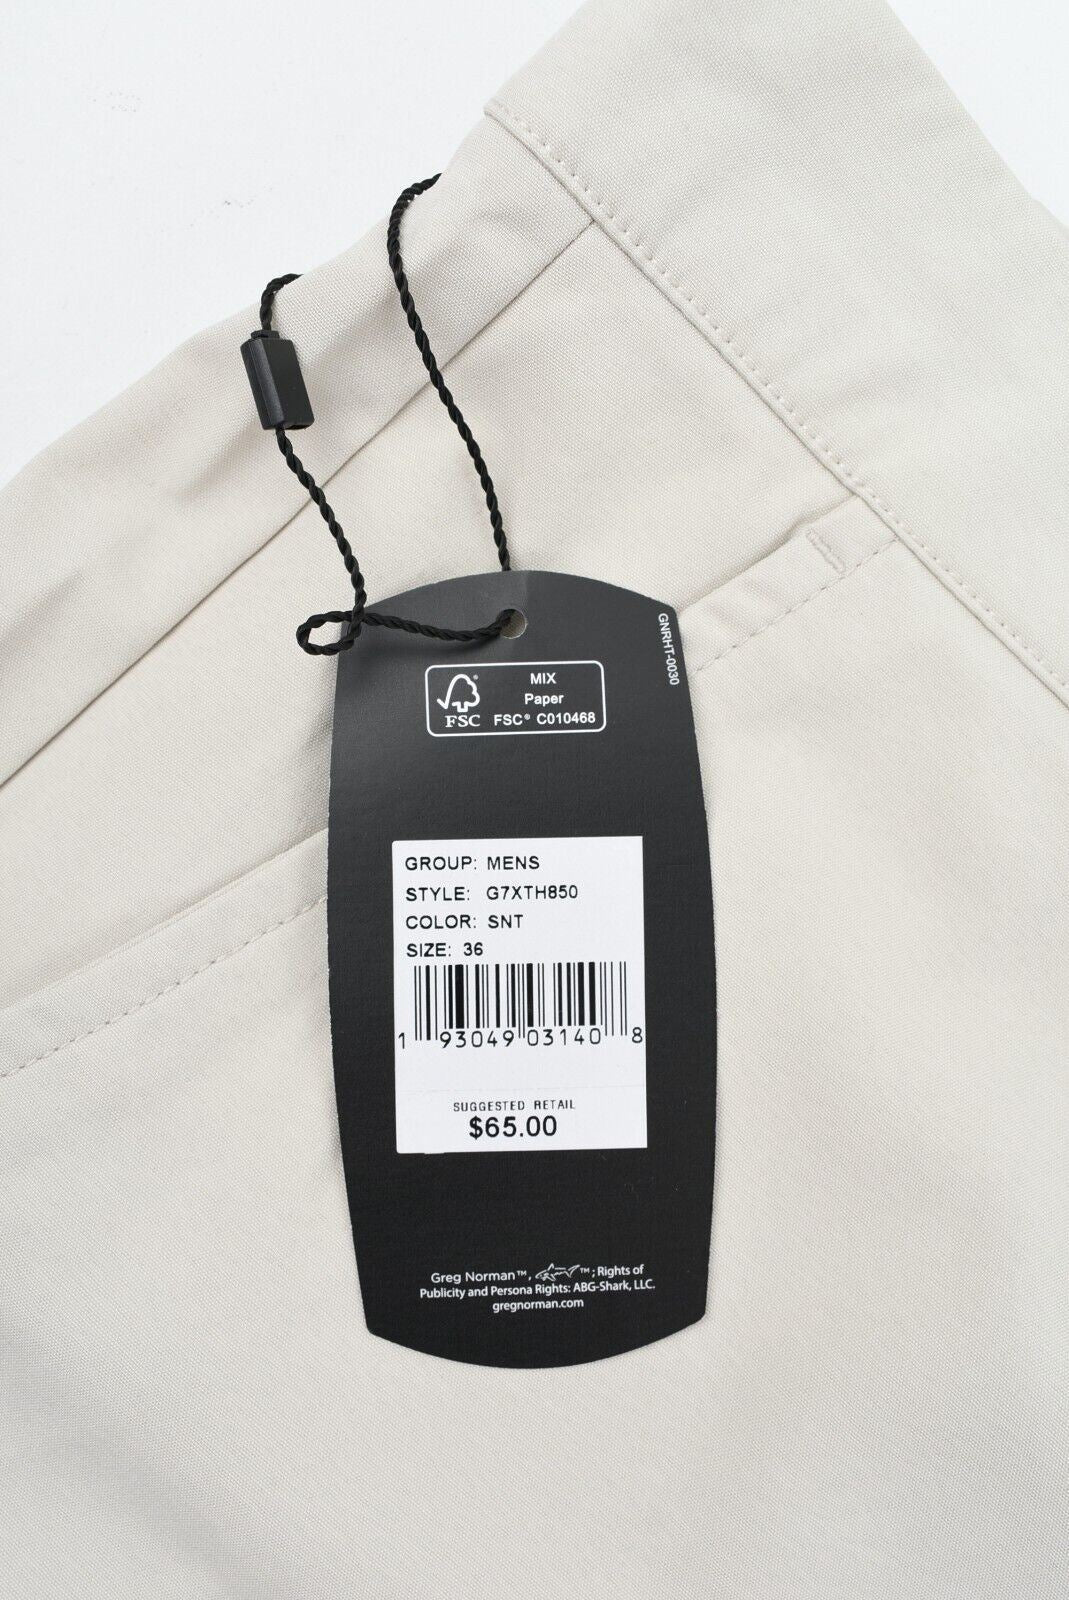 GNRHT-0030
MIX
Paper
FSC FSC® C010468
GROUP: MENS
STYLE: G7XTH850
COLOR: SNT
SIZE: 36
1 93049 03140 8
SUGGESTED RETAIL
$65.00
Greg Norman™, ™; Rights of
Publicity and Persona Rights: ABG-Shark, LLC.
gregnorman.com